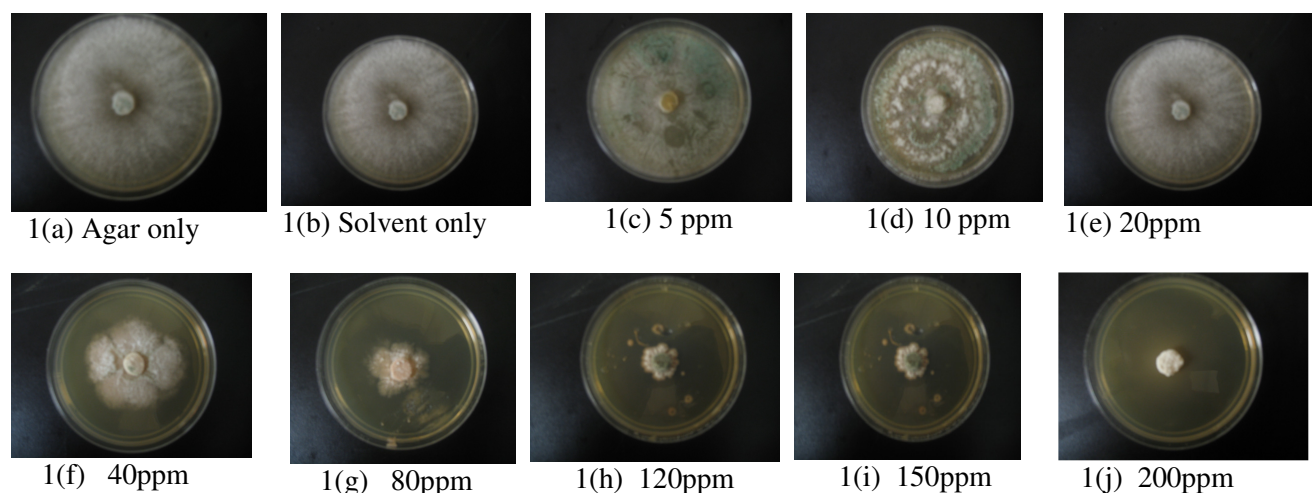 1(a) Agar only
1(b) Solvent only
1(c) 5 ppm
1(d) 10 ppm
1(e) 20ppm
1(f) 40ppm
1(g) 80ppm
1(h) 120ppm
1(i) 150ppm
1(j) 200ppm